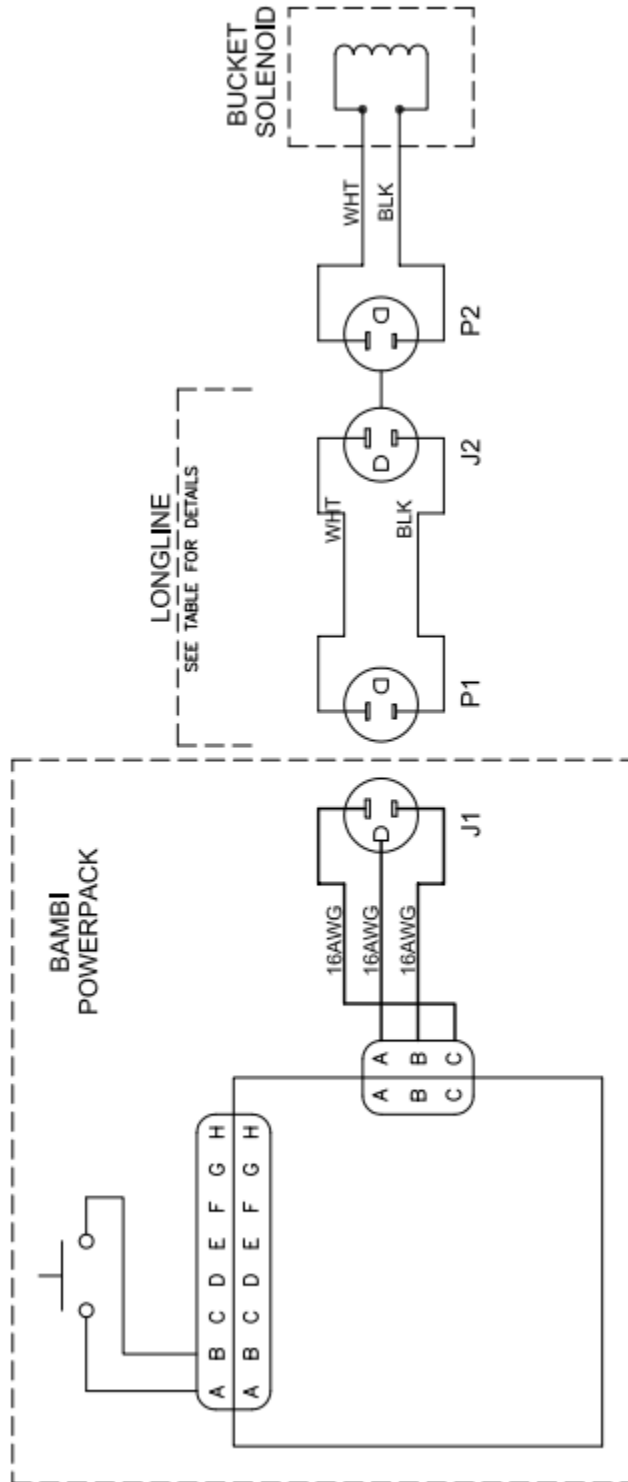 BUCKET
SOLENOID
WHT
BLK
P2
LONGLINE
SEE TABLE FOR DETAILS
J2
WHT
BLK
P1
BAMBI
POWERPACK
J1
16AWG
16AWG
16AWG
A B C
A B C
A B C D E F G H
A B C D E F G H